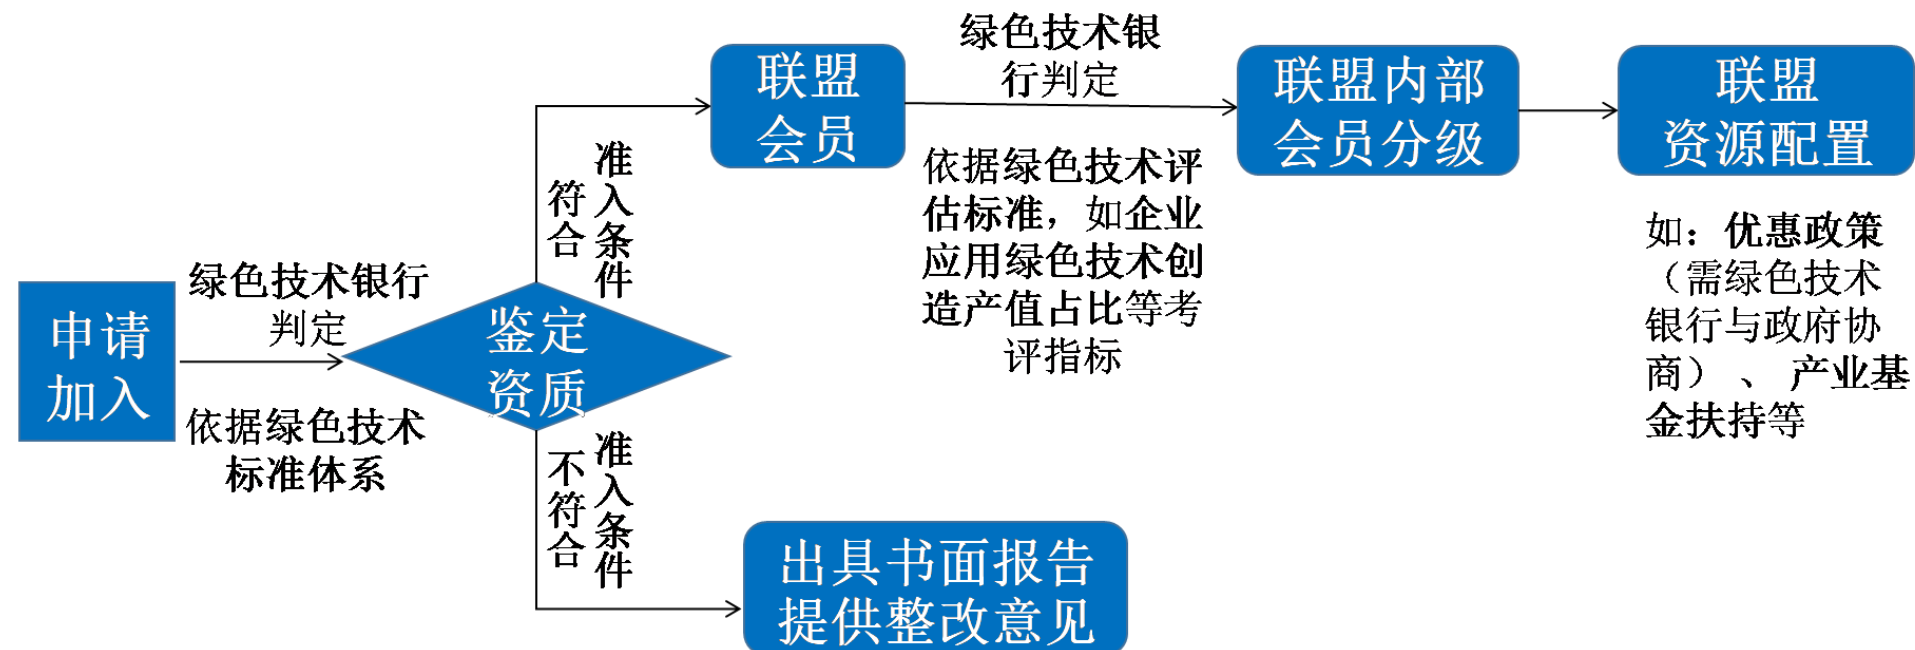 申请
加入
绿色技术银行
判定
依据绿色技术
标准体系
鉴定
资质
符合
准入条件
不符合
准入条件
联盟
会员
出具书面报告
提供整改意见
绿色技术银
行判定
依据绿色技术评
估标准，如企业
应用绿色技术创
造产值占比等考
评指标
联盟内部
会员分级
联盟
资源配置
如：优惠政策
（需绿色技术
银行与政府协
商）、产业基
金扶持等